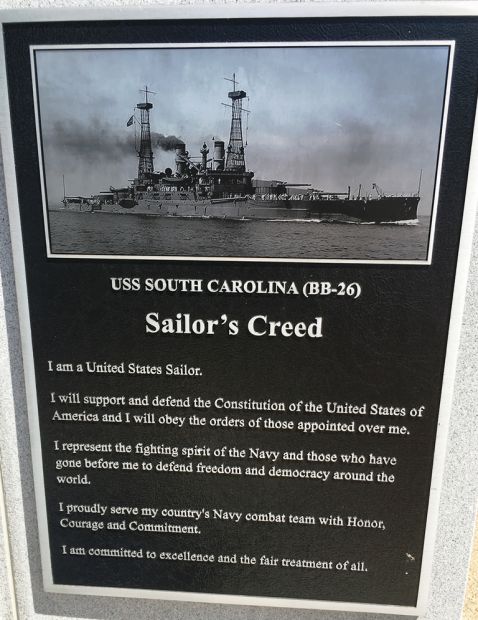 USS SOUTH CAROLINA (BB-26)
Sailor's Creed
I am a United States Sailor.
I will support and defend the Constitution of the United States of
America and I will obey the orders of those appointed over me.
I represent the fighting spirit of the Navy and those who have
gone before me to defend freedom and democracy around the
world.
I proudly serve my country's Navy combat team with Honor,
Courage and Commitment.
I am committed to excellence and the fair treatment of all.